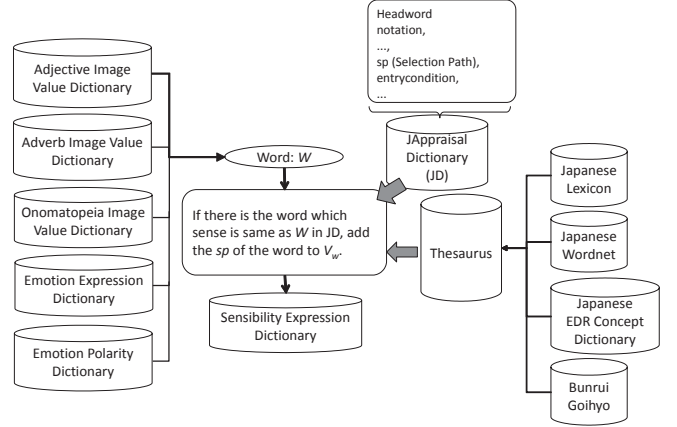 Headword
notation,
...,
sp (Selection Path),
entrycondition,
...
Adjective Image
Value Dictionary
Adverb Image Value
Dictionary
Onomatopeia Image
Value Dictionary
Emotion Expression
Dictionary
Emotion Polarity
Dictionary
Word: W
JAppraisal
Dictionary
(JD)
If there is the word which
sense is same as W in JD, add
the sp of the word to Vw.
Thesaurus
Sensibility Expression
Dictionary
Japanese
Lexicon
Japanese
Wordnet
Japanese
EDR Concept
Dictionary
Bunrui
Goihyo